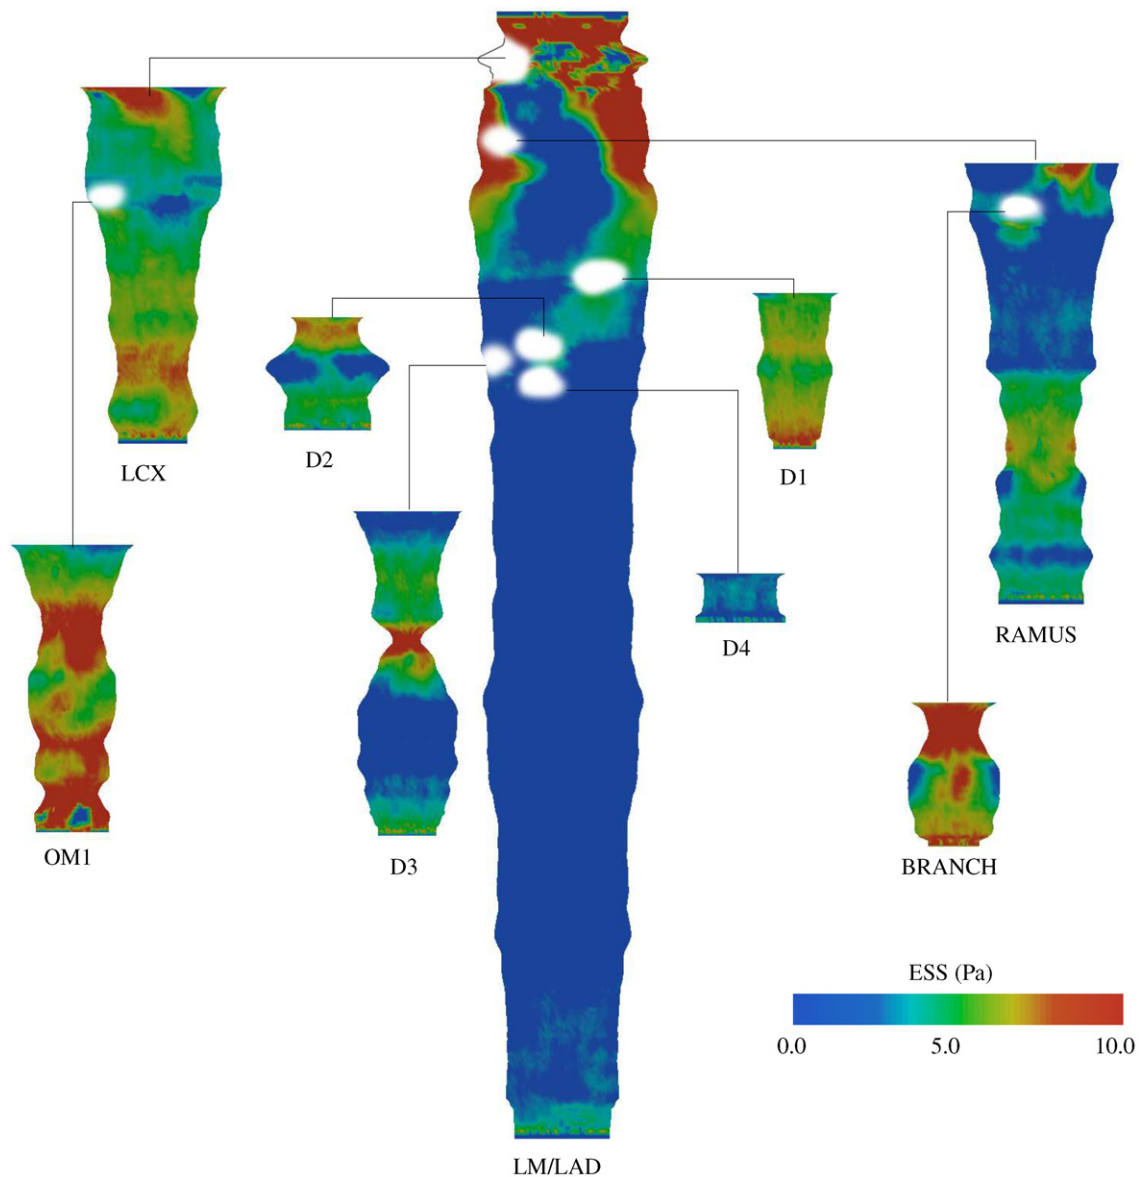 LCX
D2
D1
D4
RAMUS
OM1
D3
BRANCH
ESS (Pa)
0.0 5.0 10.0
LM/LAD